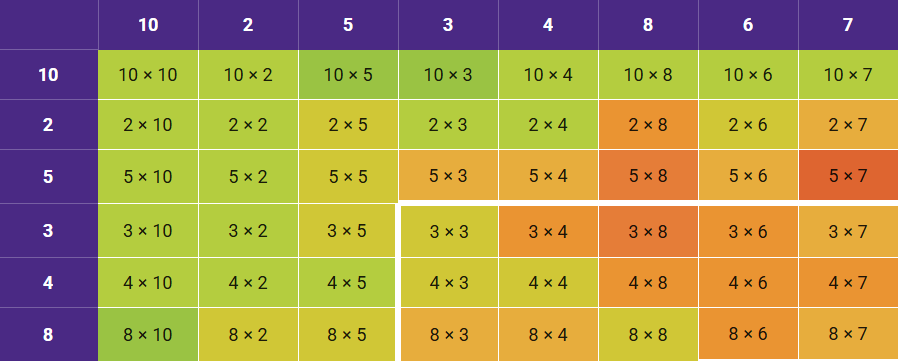 10 2 5 3 4 8 6 7
10 10 × 10 10 × 2 10 × 5 10 × 3 10 × 4 10 × 8 10 × 6 10 × 7
2 2 × 10 2 × 2 2 × 5 2 × 3 2 × 4 2 × 8 2 × 6 2 × 7
5 5 × 10 5 × 2 5 × 5 5 × 3 5 × 4 5 × 8 5 × 6 5 × 7
3 3 × 10 3 × 2 3 × 5 3 × 3 3 × 4 3 × 8 3 × 6 3 × 7
4 4 × 10 4 × 2 4 × 5 4 × 3 4 × 4 4 × 8 4 × 6 4 × 7
8 8 × 10 8 × 2 8 × 5 8 × 3 8 × 4 8 × 8 8 × 6 8 × 7